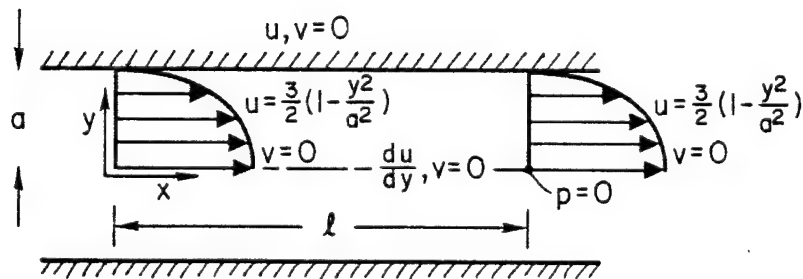 u, v=0
a
y
u=3/2(1-y²/a²)
v=0
du/dy, v=0
x
p=0
u=3/2(1-y²/a²)
v=0
ℓ